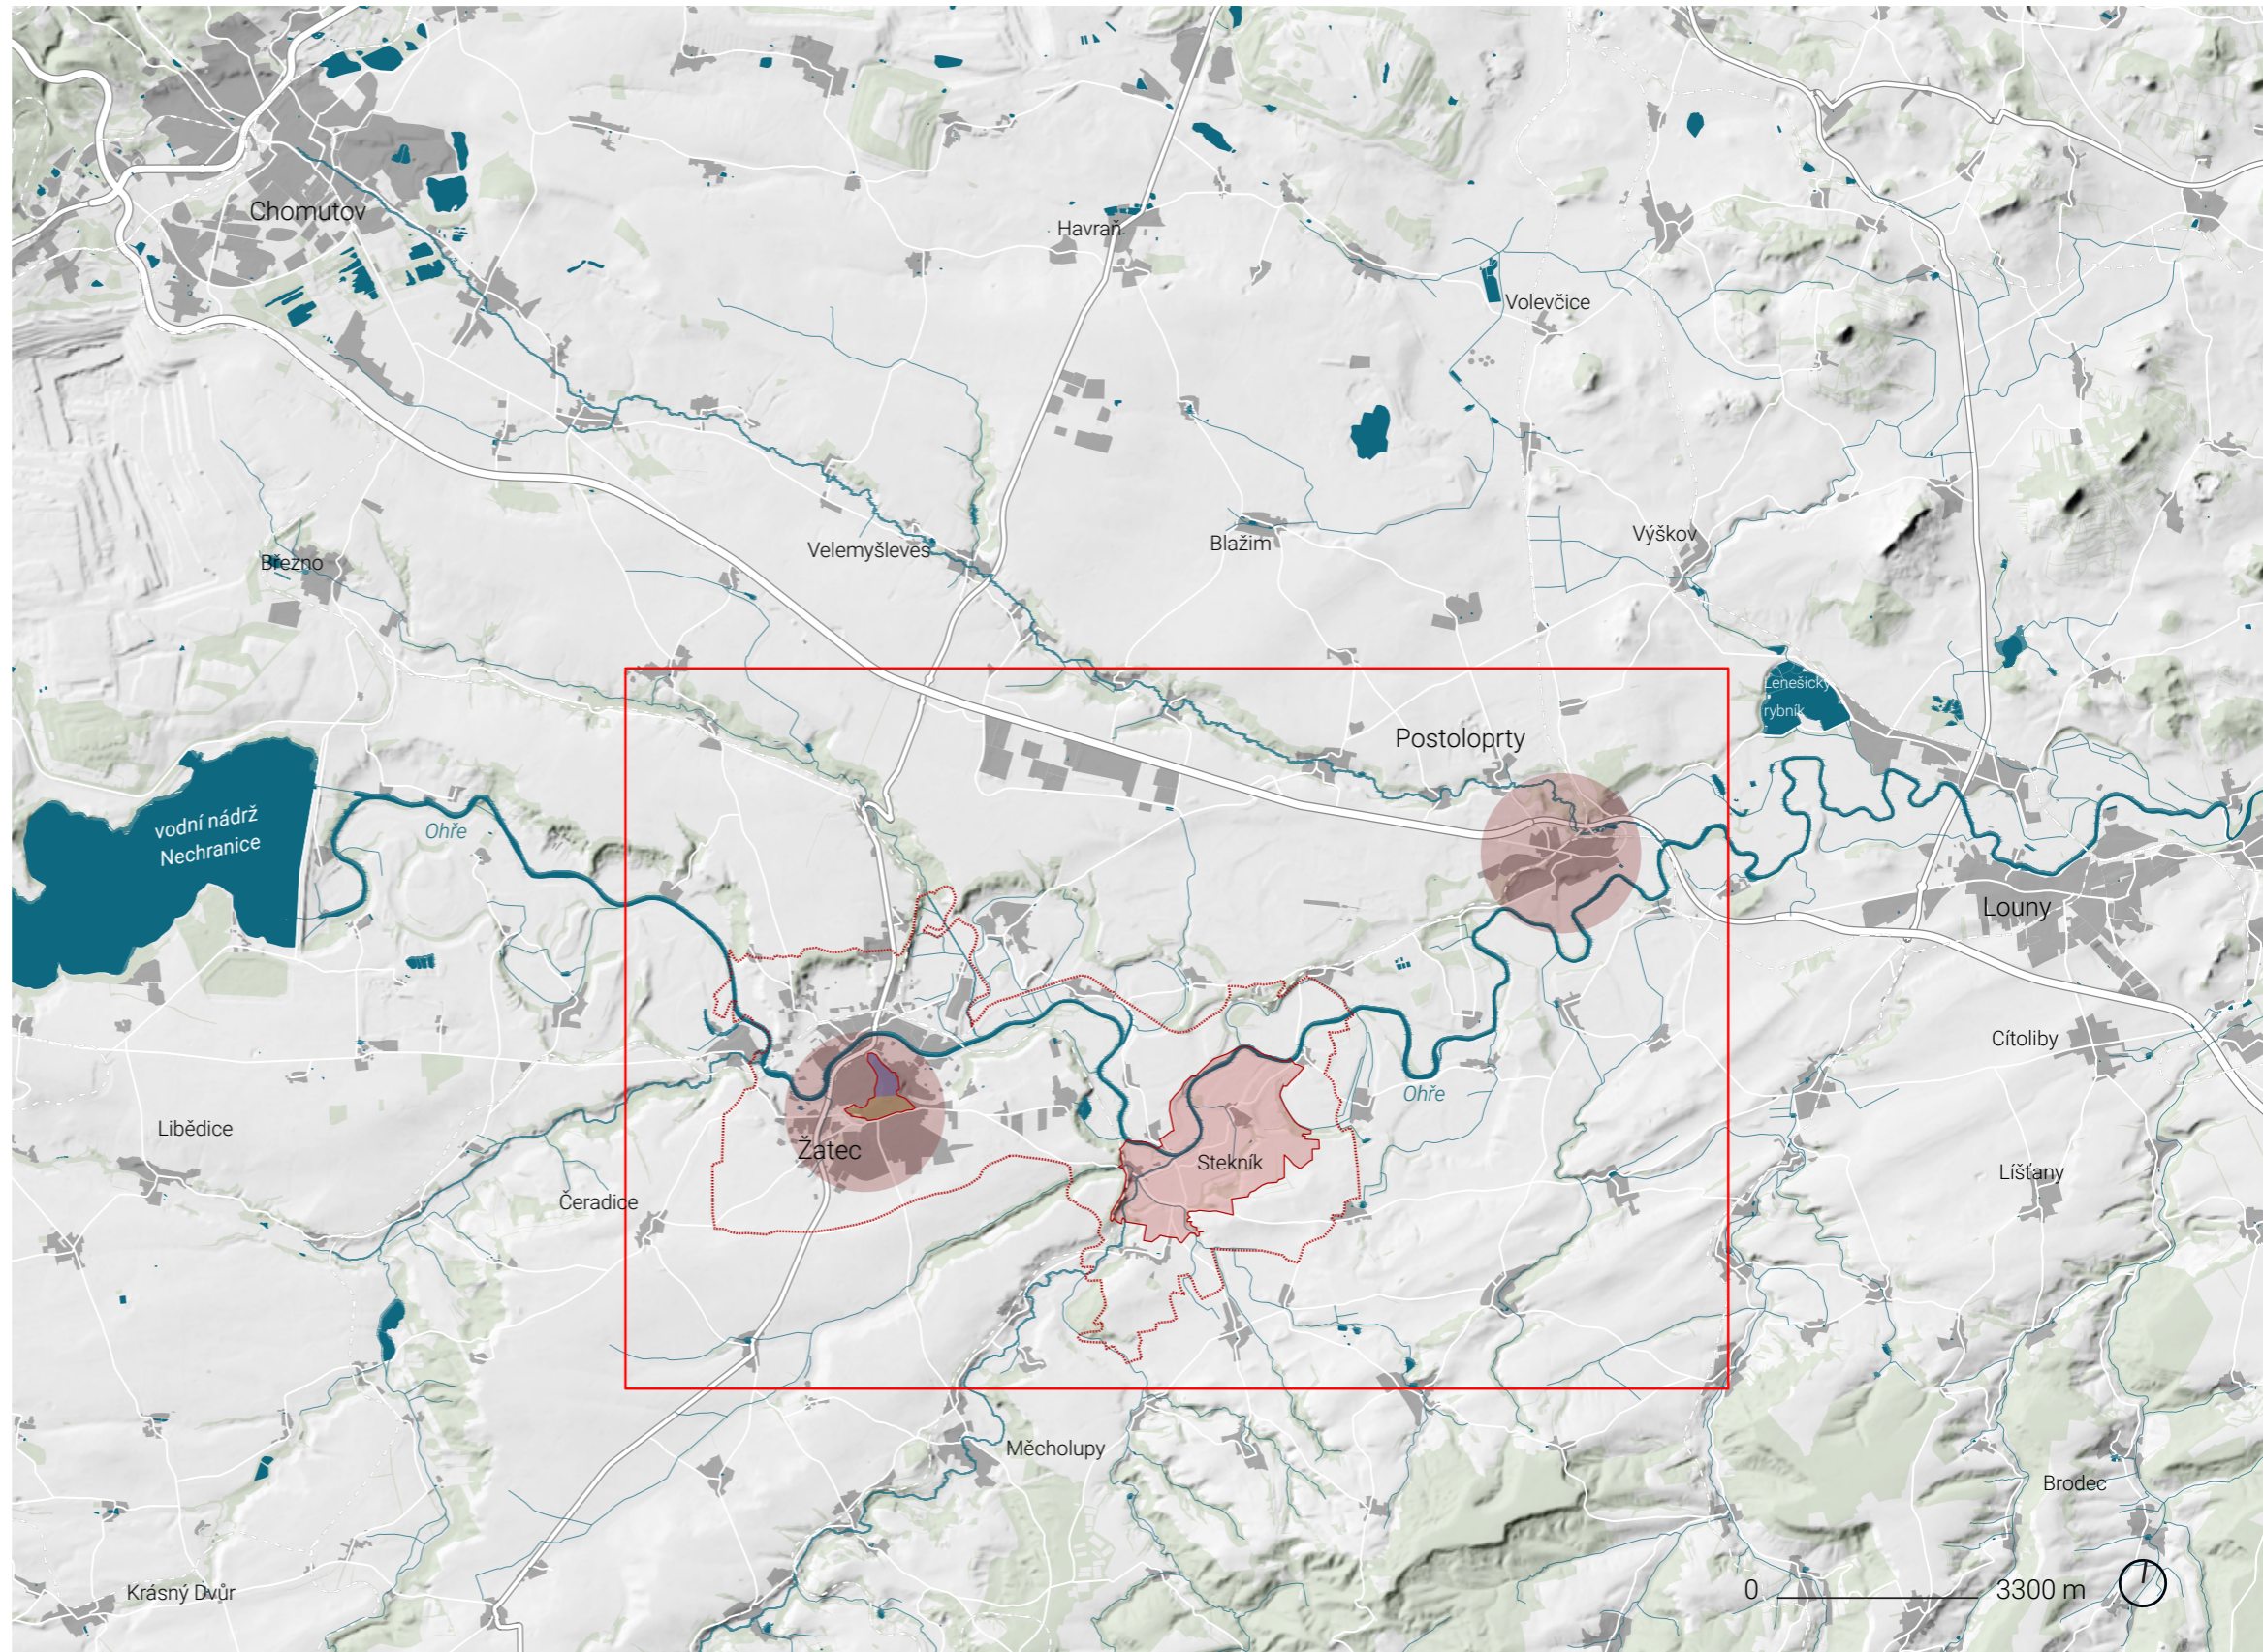 Chomutov
Havraň
Volevčice
Velemyšleves
Blažim
Výškov
Březno
Lenešický
rybník
Postoloprty
vodní nádrž
Nechranice
Ohře
Louny
Cítoliby
Ohře
Libědice
Žatec
Stekník
Líšťany
Čeradice
Měcholupy
Brodec
Krásný Dvůr
0 3300 m